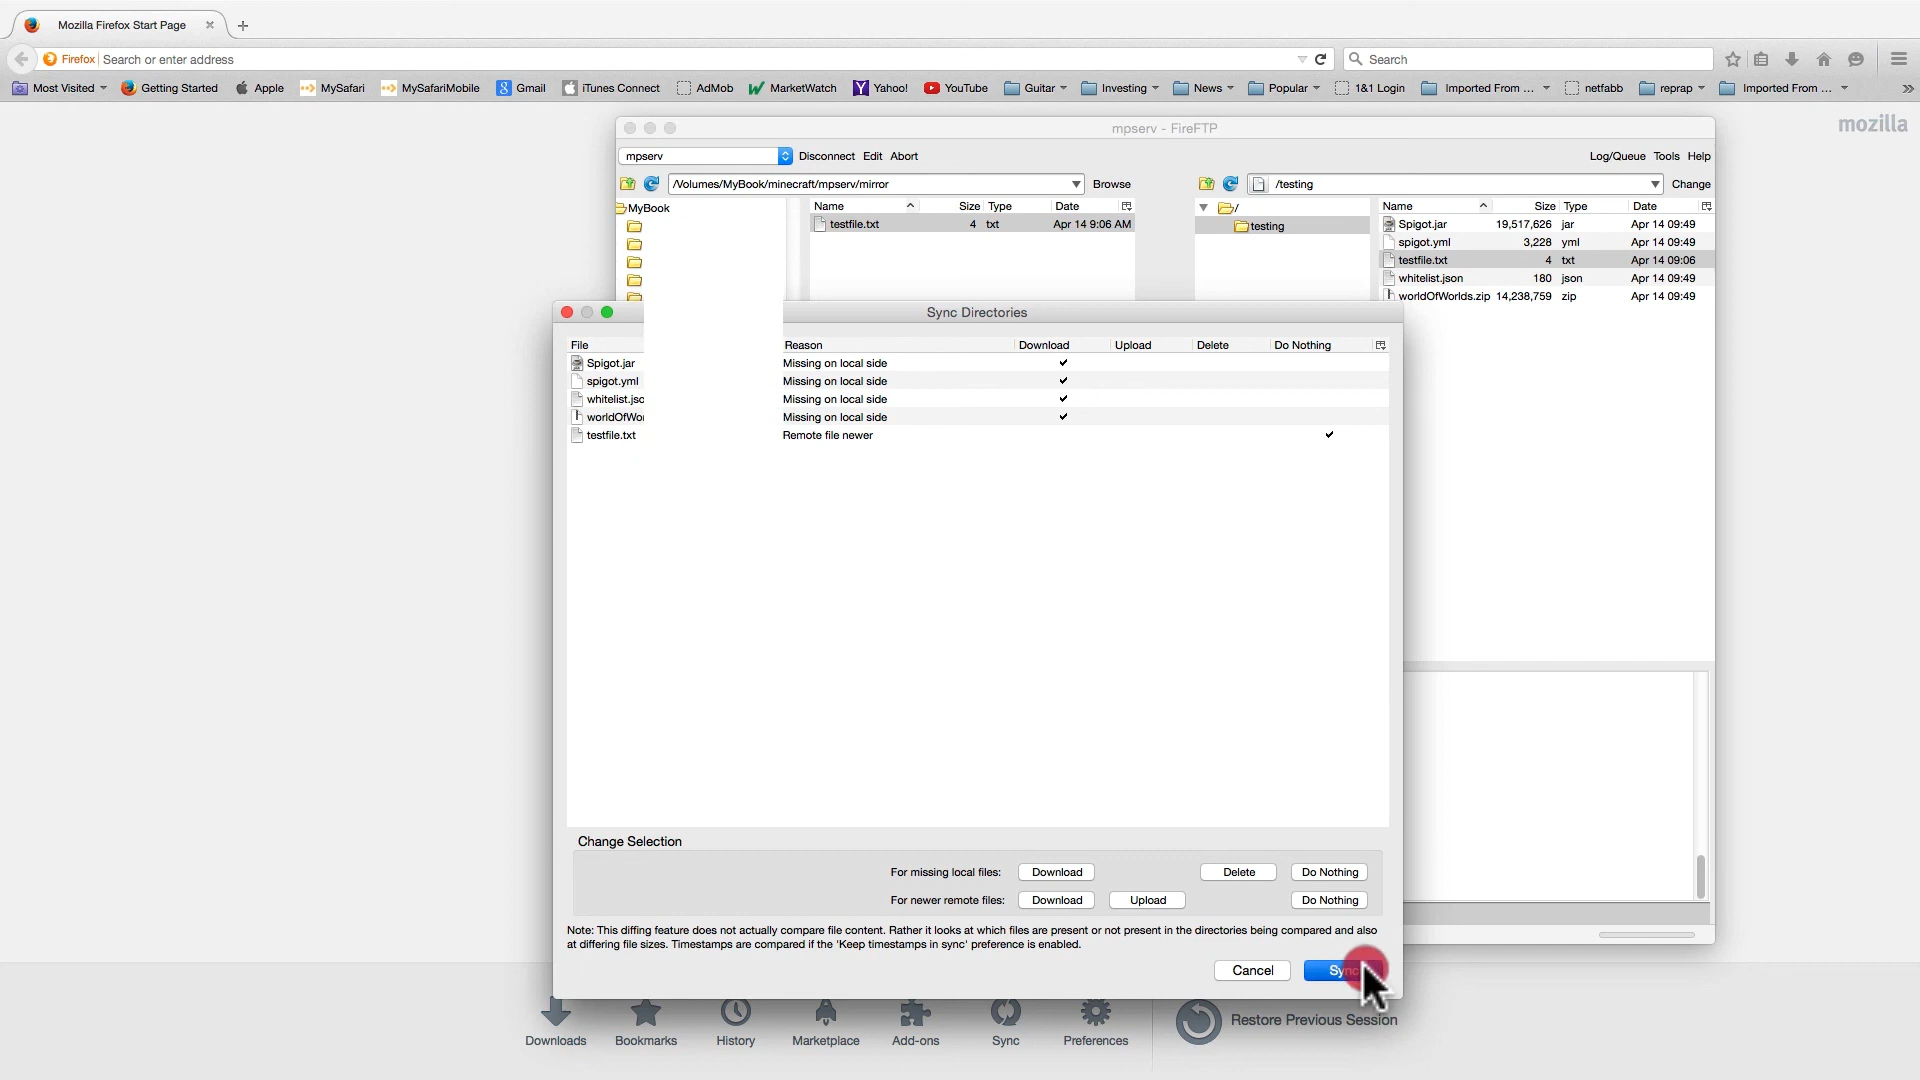 Mozilla Firefox Start Page
Firefox Search or enter address
Search
Most Visited Getting Started Apple MySafari MySafariMobile Gmail iTunes Connect AdMob MarketWatch Yahoo! YouTube Guitar Investing News Popular 1&1 Login Imported From ... netfabb reprap Imported From ...
mozilla
mpserv - FireFTP
mpserv Disconnect Edit Abort Log/Queue Tools Help
/Volumes/MyBook/minecraft/mpserv/mirror Browse /testing Change
MyBook Name Size Type Date / Name Size Type Date
testfile.txt 4 txt Apr 14 9:06 AM testing Spigot.jar 19,517,626 jar Apr 14 09:49
spigot.yml 3,228 yml Apr 14 09:49
testfile.txt 4 txt Apr 14 09:06
whitelist.json 180 json Apr 14 09:49
worldOfWorlds.zip 14,238,759 zip Apr 14 09:49
Sync Directories
File Reason Download Upload Delete Do Nothing
Spigot.jar Missing on local side
spigot.yml Missing on local side
whitelist.jso Missing on local side
worldOfWor Missing on local side
testfile.txt Remote file newer
Change Selection
For missing local files: Download Delete Do Nothing
For newer remote files: Download Upload Do Nothing
Note: This diffing feature does not actually compare file content. Rather it looks at which files are present or not present in the directories being compared and also
at differing file sizes. Timestamps are compared if the 'Keep timestamps in sync' preference is enabled.
Cancel Sync
Downloads Bookmarks History Marketplace Add-ons Sync Preferences Restore Previous Session